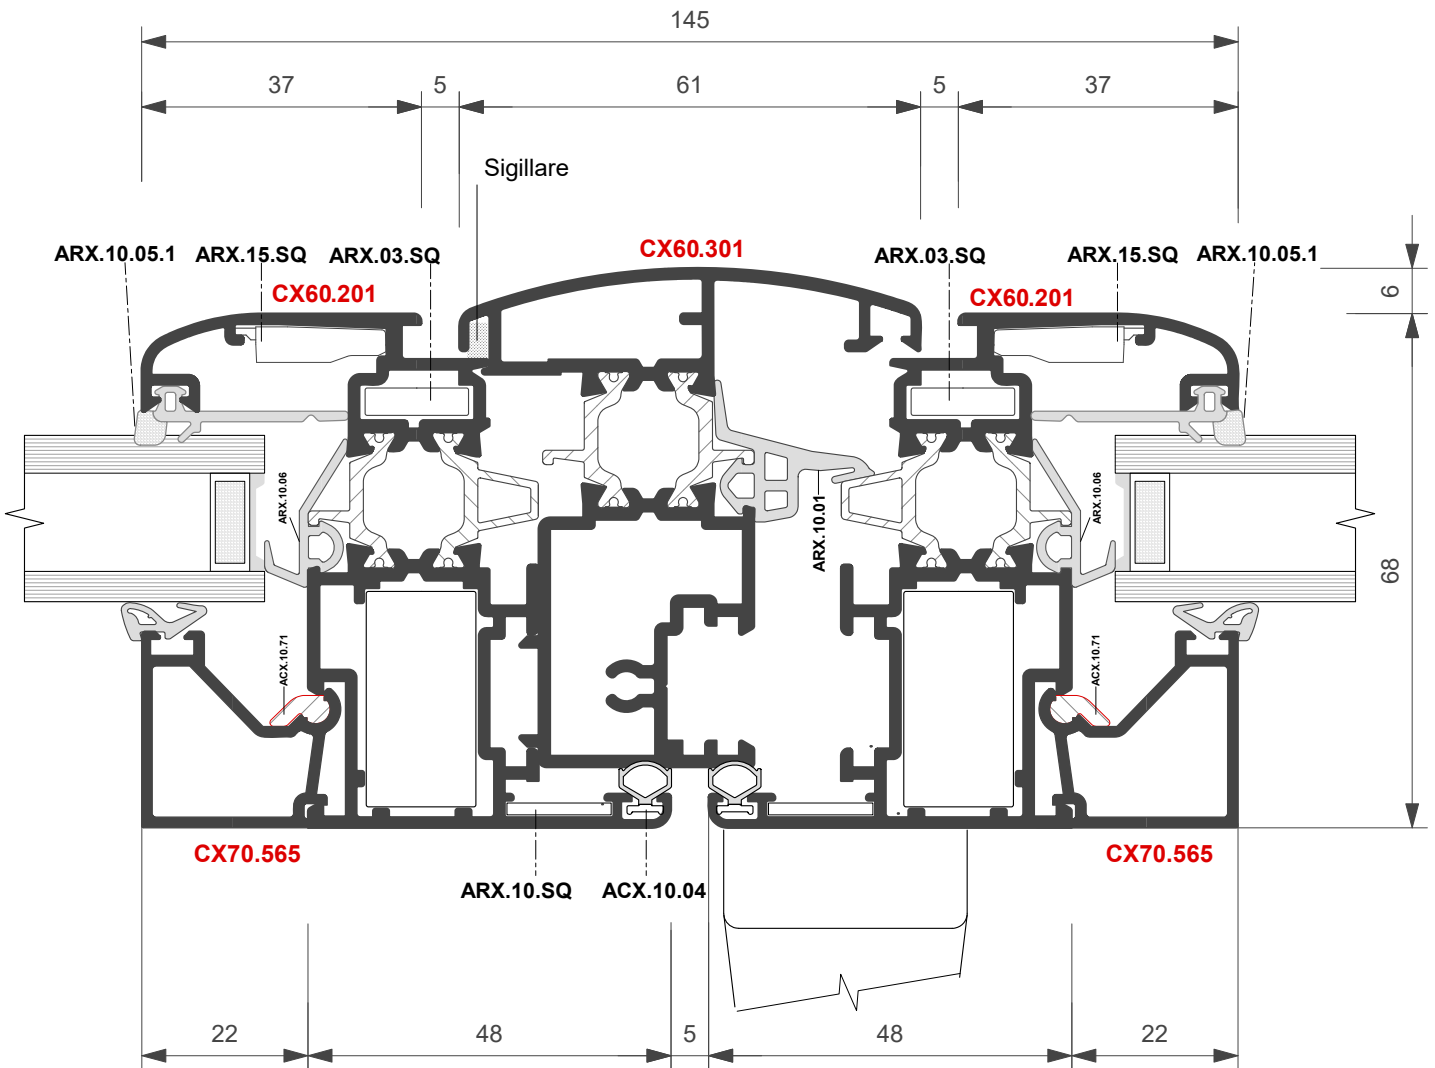 145
37 5 61 5 37
Sigillare
ARX.10.05.1 ARX.15.SQ ARX.03.SQ CX60.301 ARX.03.SQ ARX.15.SQ ARX.10.05.1
CX60.201 CX60.201
6
ARX.10.06 ARX.10.01 ARX.10.06
68
ACX.10.71 ACX.10.71
CX70.565 CX70.565
ARX.10.SQ ACX.10.04
22 48 5 48 22